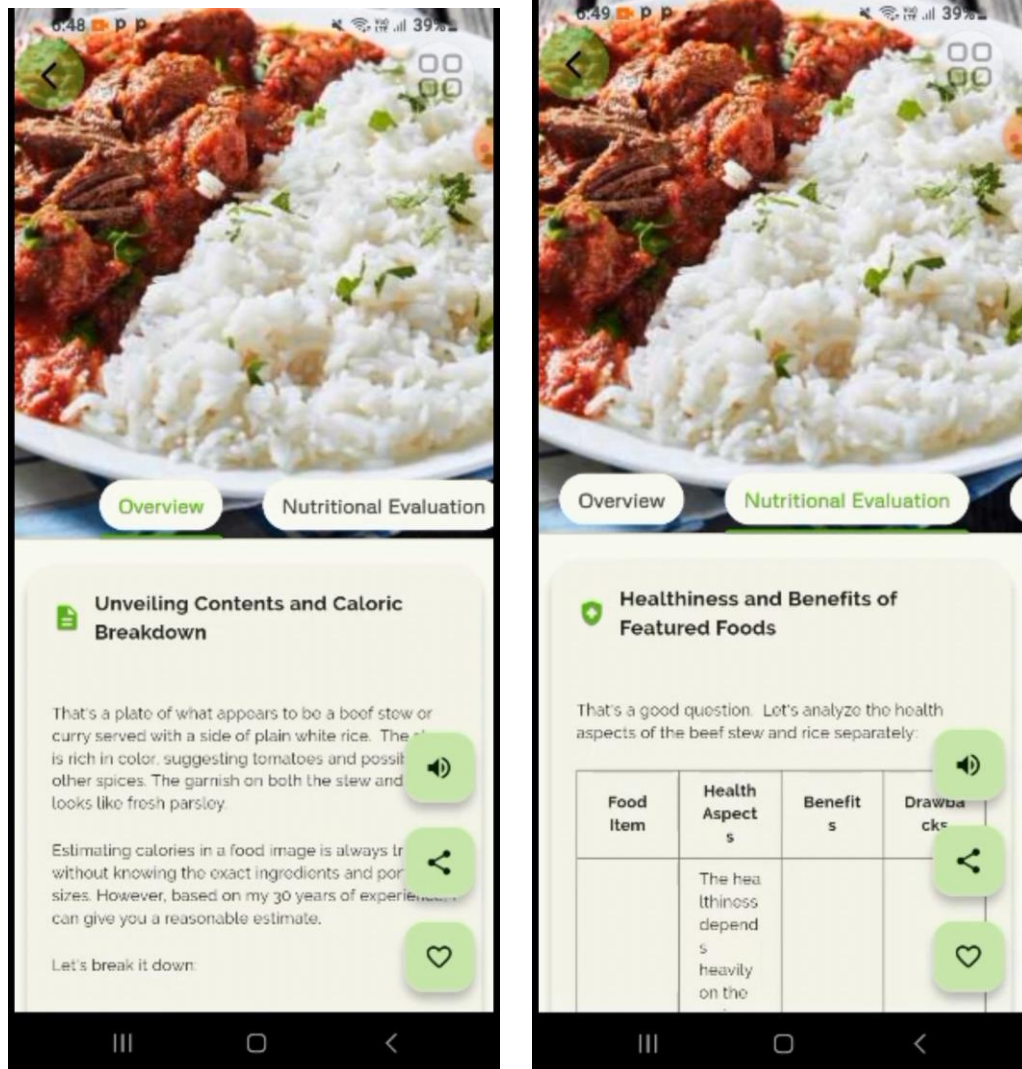 6:48 P P 39%
Overview
Nutritional Evaluation
Unveiling Contents and Caloric
Breakdown
That's a plate of what appears to be a beef stew or
curry served with a side of plain white rice. The
is rich in color, suggesting tomatoes and possib
other spices. The garnish on both the stew and
looks like fresh parsley.
Estimating calories in a food image is always tr
without knowing the exact ingredients and por
sizes. However, based on my 30 years of experience, I
can give you a reasonable estimate.
Let's break it down:
6:49 P P 39%
Overview
Nutritional Evaluation
Healthiness and Benefits of
Featured Foods
That's a good question. Let's analyze the health
aspects of the beef stew and rice separately:
Food
Item
Health
Aspect
s
Benefit
s
Drawba
cks
The hea
lthiness
depend
s
heavily
on the